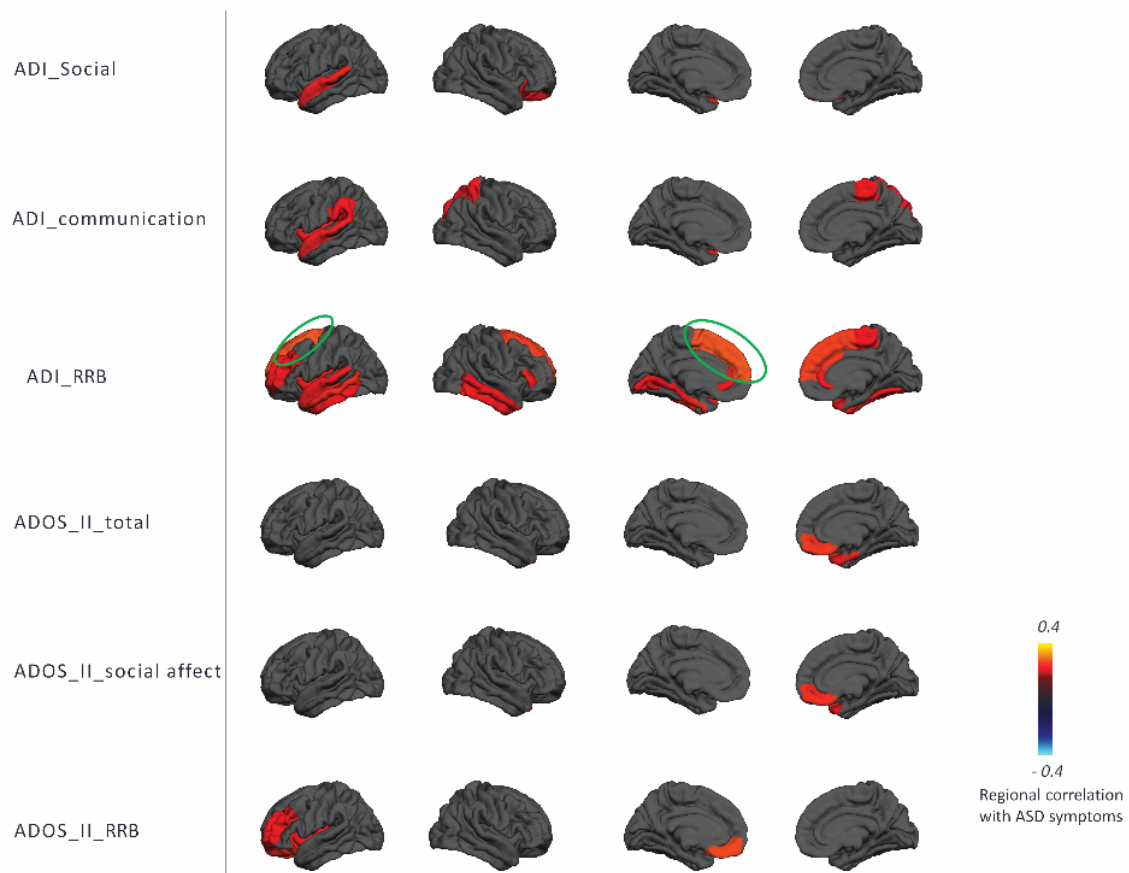 ADI_Social
ADI_communication
ADI_RRB
ADOS_II_total
ADOS_II_social affect
0.4
- 0.4
Regional correlation
with ASD symptoms
ADOS_II_RRB